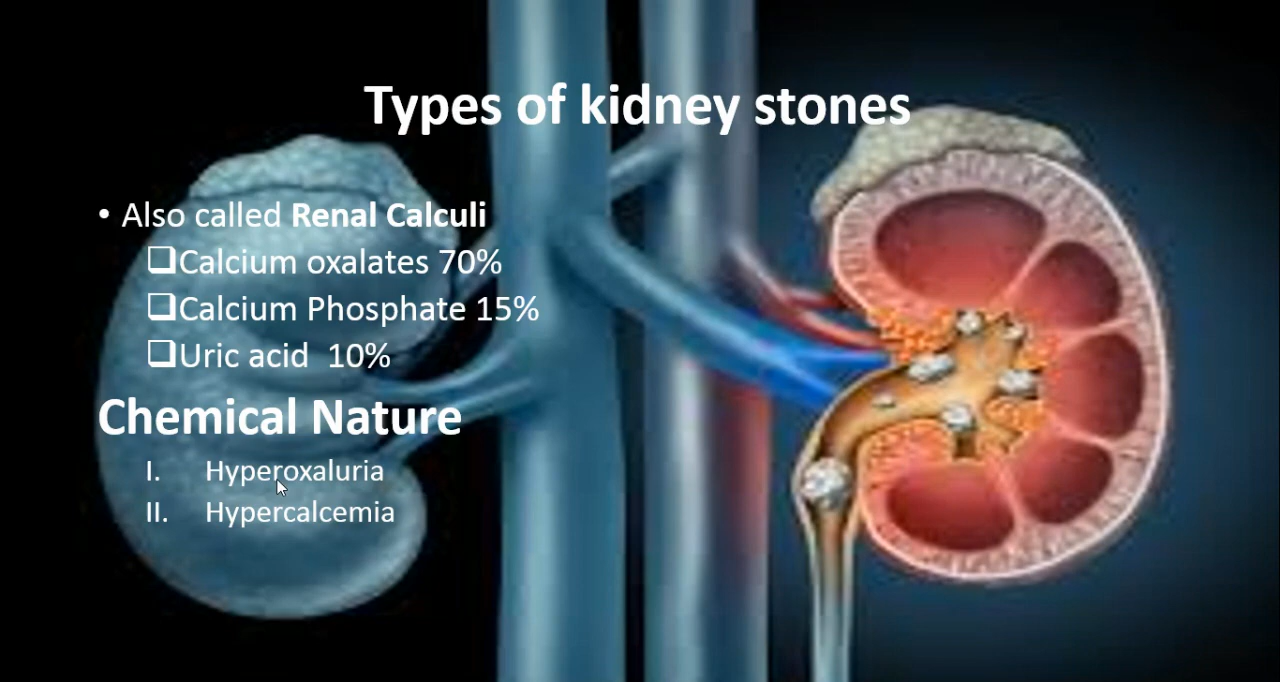 Types of kidney stones
• Also called Renal Calculi
❑Calcium oxalates 70%
❑Calcium Phosphate 15%
❑Uric acid  10%
Chemical Nature
I. Hyperoxaluria
II. Hypercalcemia